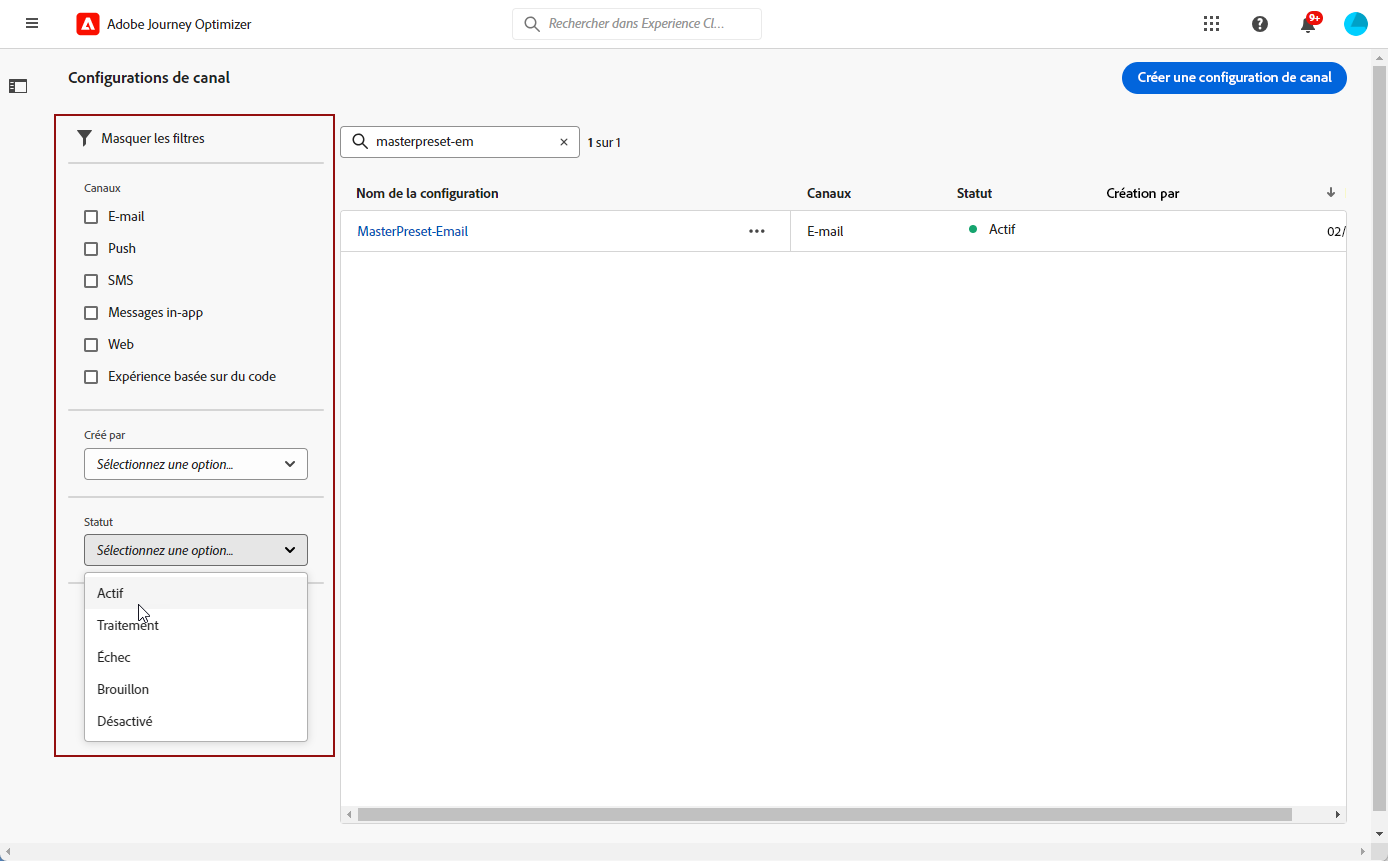 Adobe Journey Optimizer
Rechercher dans Experience Cl...
9+
Configurations de canal
Créer une configuration de canal
Masquer les filtres
masterpreset-em
1 sur 1
Canaux
E-mail
Push
SMS
Messages in-app
Web
Expérience basée sur du code
Créé par
Sélectionnez une option...
Statut
Sélectionnez une option...
Actif
Traitement
Échec
Brouillon
Désactivé
Nom de la configuration
Canaux
Statut
Création par
MasterPreset-Email
E-mail
Actif
02/